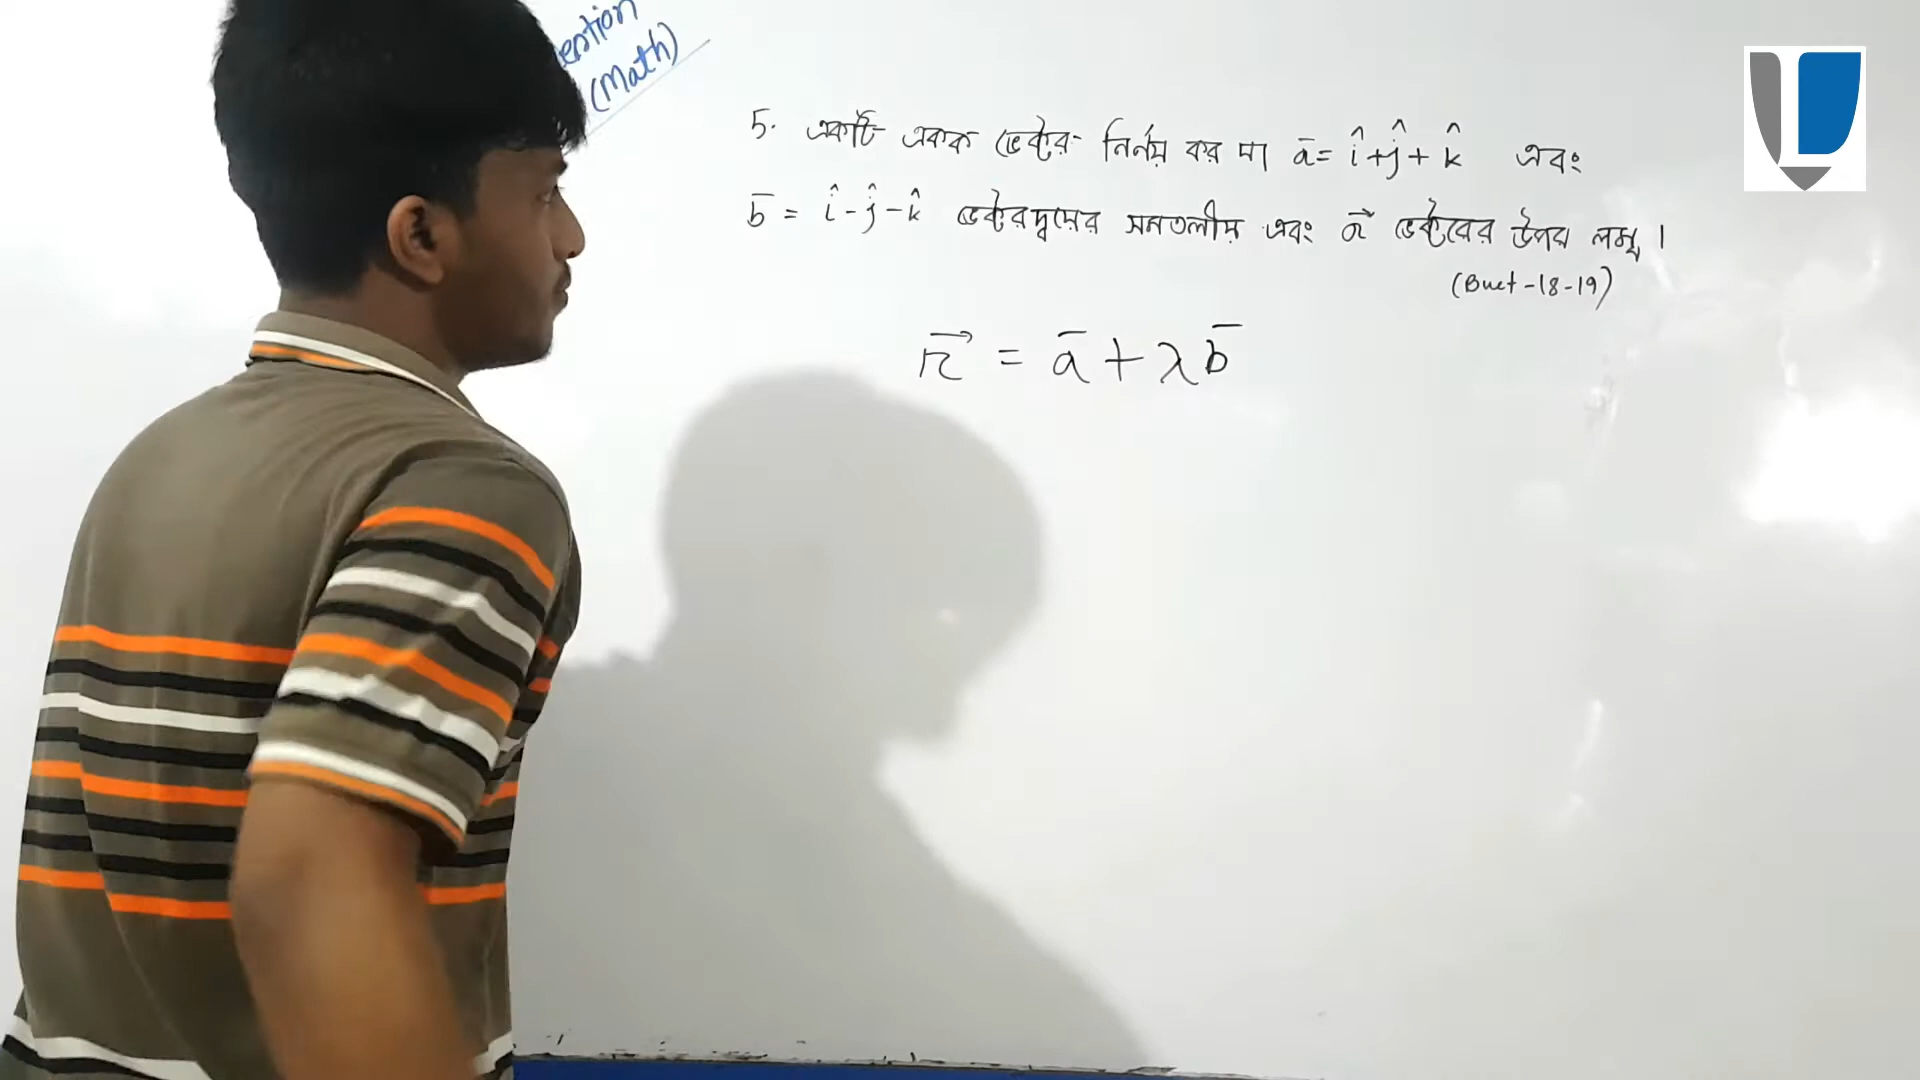 (Math)
5. একটি একক ভেক্টর নির্ণয় কর যা a̅ = î + ĵ + k̂ এবং
b̅ = î - ĵ - k̂ ভেক্টরদ্বয়ের সমতলীয় এবং a⃗ ভেক্টরের উপর লম্ব।
(Buet -18-19)
r⃗ = a̅ + λb̅